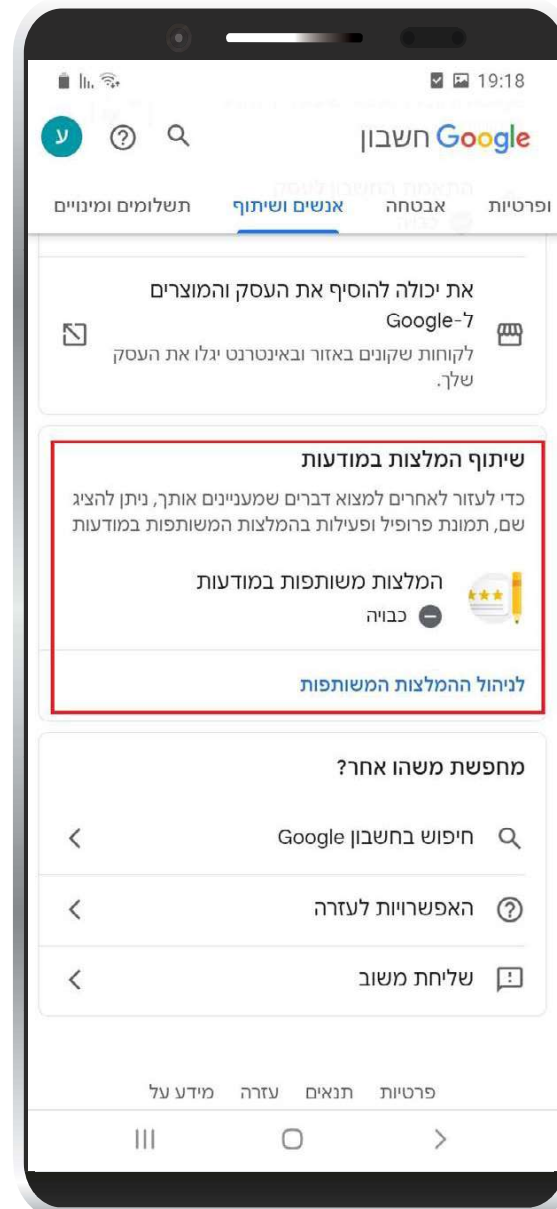 19:18
חשבון Google
ע
ופרטיות אבטחה אנשים ושיתוף תשלומים ומינויים
כבויה
את יכולה להוסיף את העסק והמוצרים
ל-Google
לקוחות שקונים באזור ובאינטרנט יגלו את העסק
שלך.
שיתוף המלצות במודעות
כדי לעזור לאחרים למצוא דברים שמעניינים אותך, ניתן להציג
שם, תמונת פרופיל ופעילות בהמלצות המשותפות במודעות
המלצות משותפות במודעות
כבויה
לניהול ההמלצות המשותפות
מחפשת משהו אחר?
חיפוש בחשבון Google
האפשרויות לעזרה
שליחת משוב
פרטיות תנאים עזרה מידע על